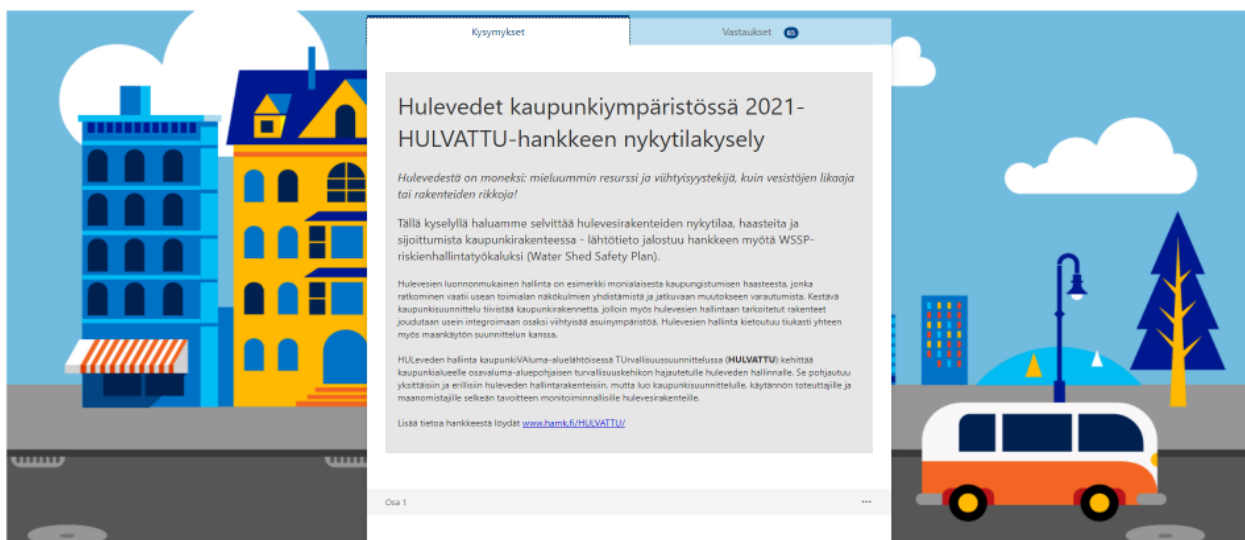 Kysymykset
Vastaukset 65
Hulevedet kaupunkiympäristössä 2021-
HULVATTU-hankkeen nykytilakysely
Hulevedestä on moneksi: mieluummin resurssi ja viihtyisyystekijä, kuin vesistöjen likaaja
tai rakenteiden rikkoja!
Tällä kyselyllä haluamme selvittää hulevesirakenteiden nykytilaa, haasteita ja
sijoittumista kaupunkirakenteessa - lähtötieto jalostuu hankkeen myötä WSSP-
riskienhallintatyökaluksi (Water Shed Safety Plan).
Hulevesien luonnonmukainen hallinta on esimerkki monialaisesta kaupungistumisen haasteesta, jonka
ratkominen vaatii usean toimialan näkökulmien yhdistämistä ja jatkuvaan muutokseen varautumista. Kestävä
kaupunkisuunnittelu tiivistää kaupunkirakennetta, jolloin myös hulevesien hallintaan tarkoitetut rakenteet
joudutaan usein integroimaan osaksi viihtyisää asuinympäristöä. Hulevesien hallinta kietoutuu tiukasti yhteen
myös maankäytön suunnittelun kanssa.
HULeveden hallinta kaupunkiVAluma-aluelähtöisessä TUrvallisuussuunnittelussa (HULVATTU) kehittää
kaupunkialueelle osavaluma-aluepohjaisen turvallisuuskehikon hajautetulle huleveden hallinnalle. Se pohjautuu
yksittäisiin ja erillisiin huleveden hallintarakenteisiin, mutta luo kaupunkisuunnittelulle, käytännön toteuttajille ja
maanomistajille selkeän tavoitteen monitoiminnallisille hulevesirakenteille.
Lisää tietoa hankkeestä löydät www.hamk.fi/HULVATTU/
Osa 1